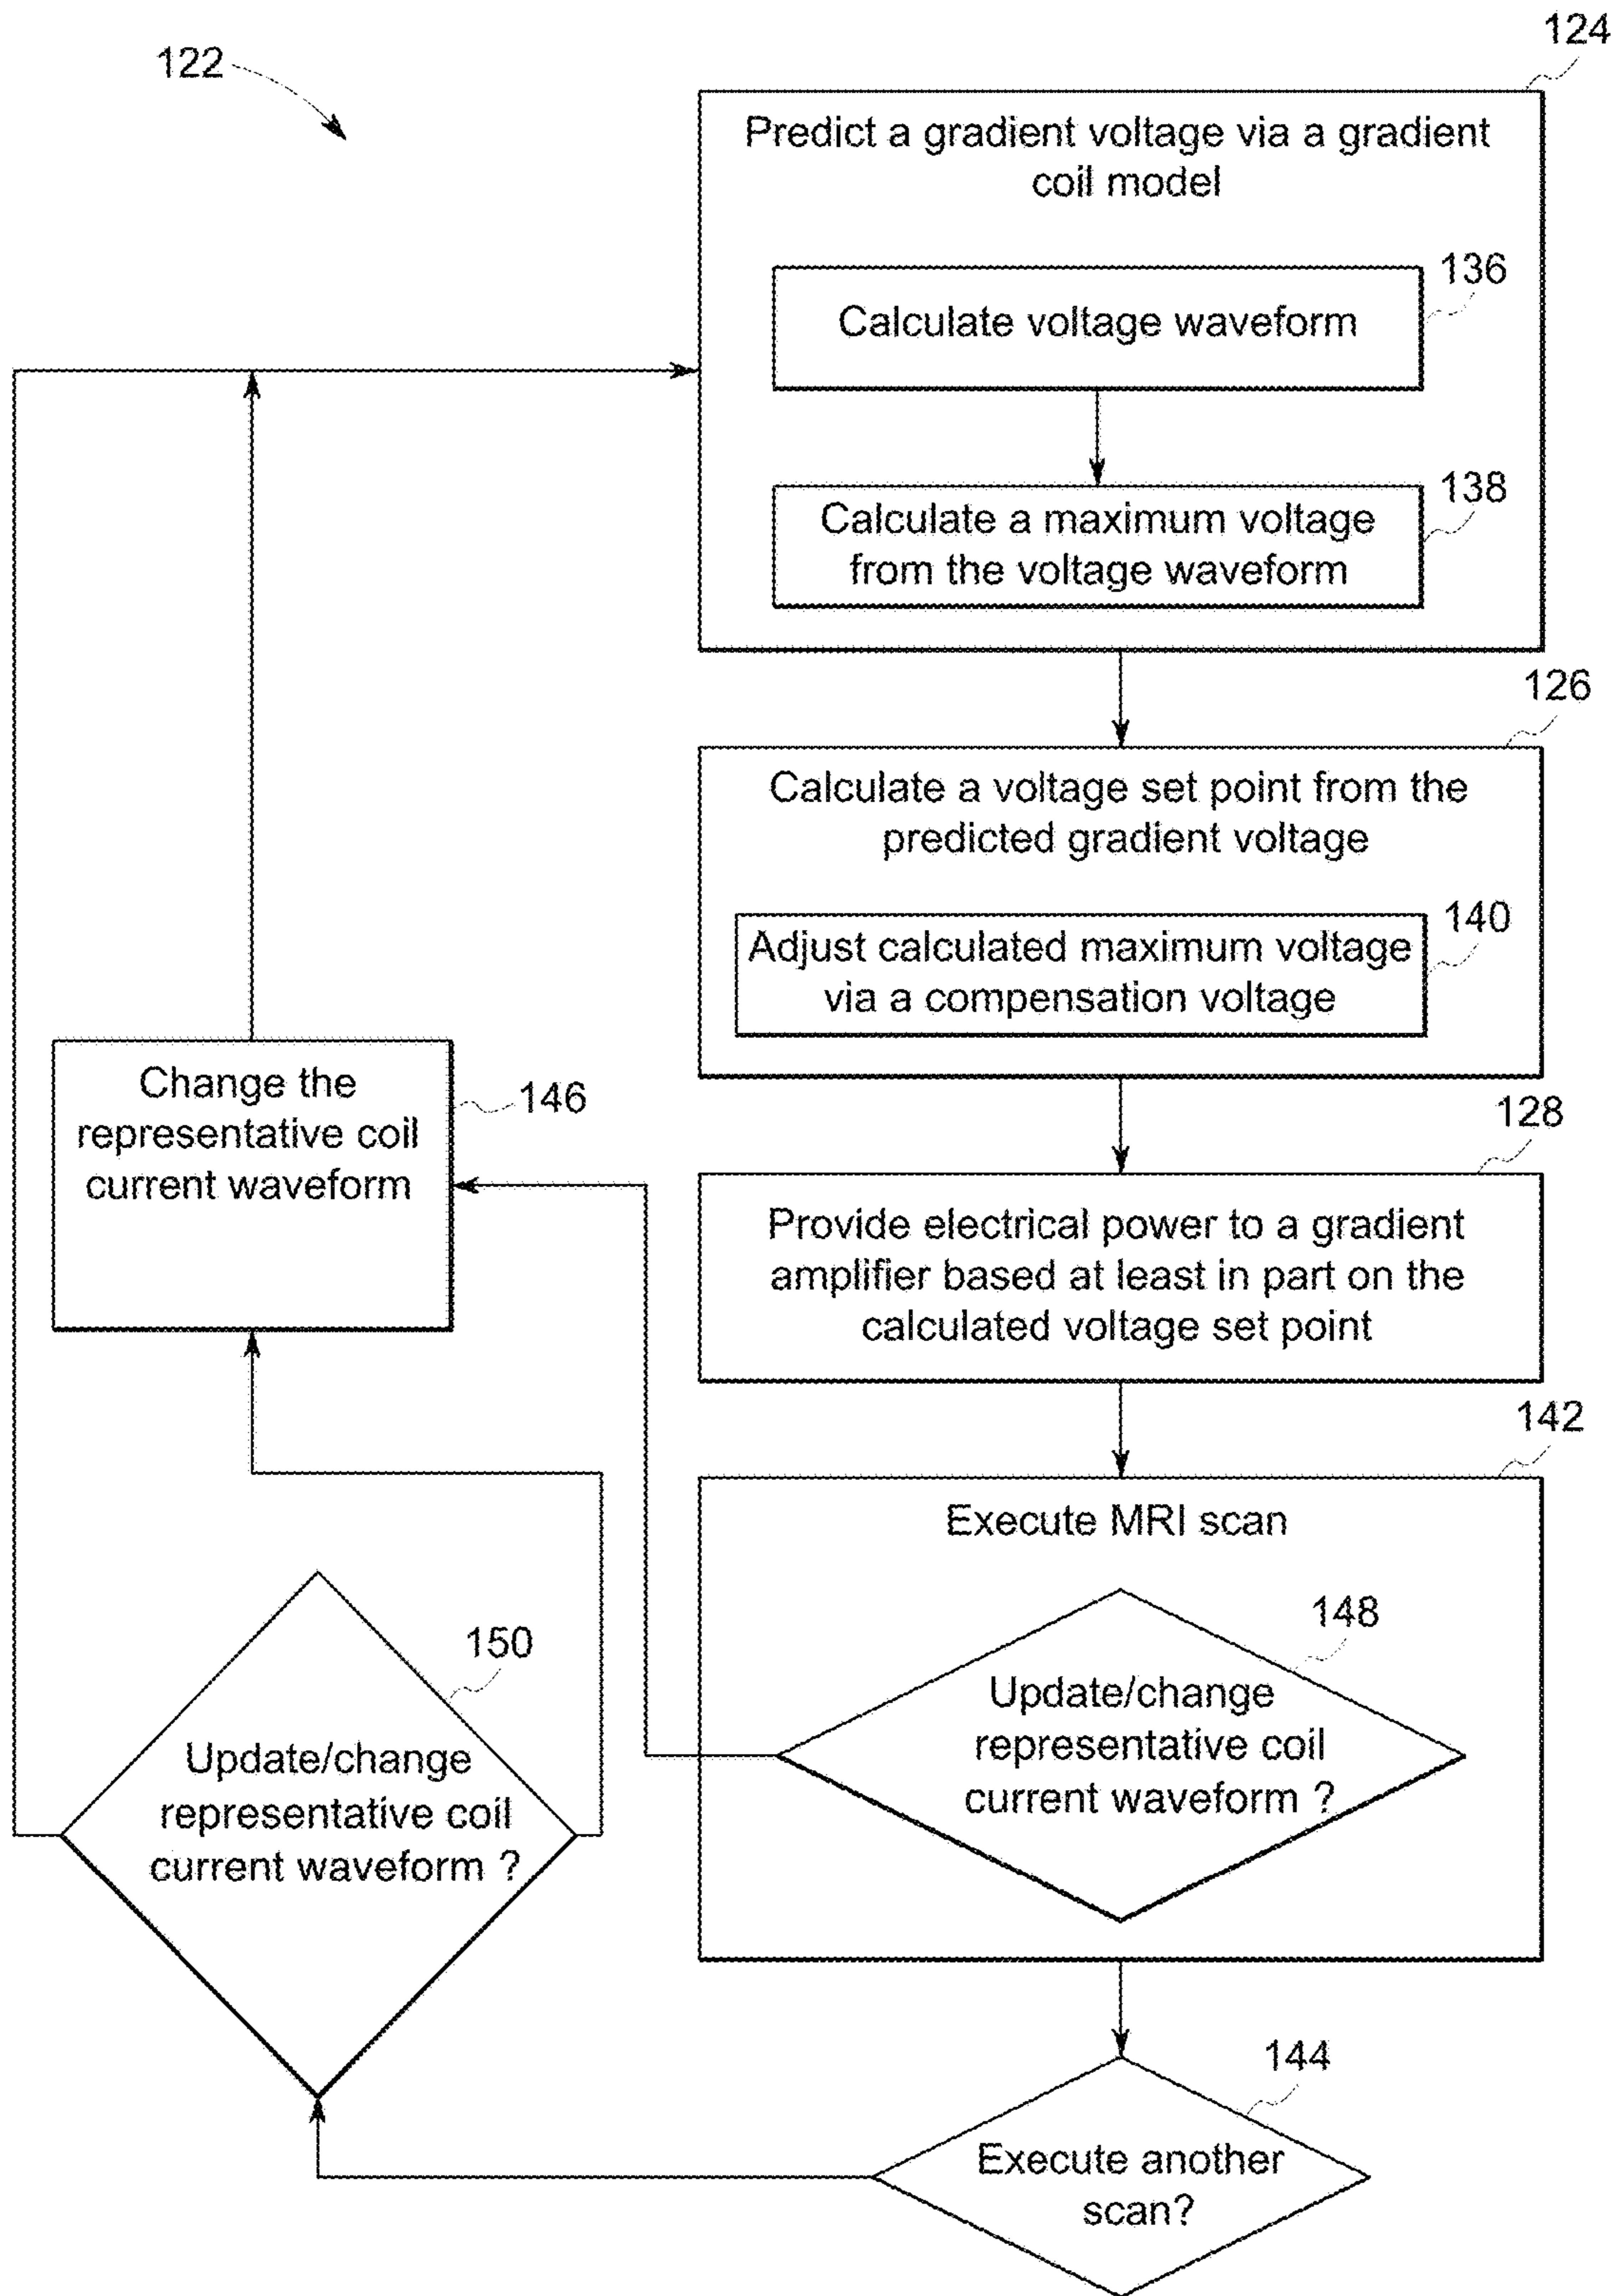 122
124
Predict a gradient voltage via a gradient
coil model
136
Calculate voltage waveform
138
Calculate a maximum voltage
from the voltage waveform
126
Calculate a voltage set point from the
predicted gradient voltage
140
Adjust calculated maximum voltage
via a compensation voltage
146
Change the
representative coil
current waveform
128
Provide electrical power to a gradient
amplifier based at least in part on the
calculated voltage set point
142
Execute MRI scan
148
Update/change
representative coil
current waveform ?
150
Update/change
representative coil
current waveform ?
144
Execute another
scan?